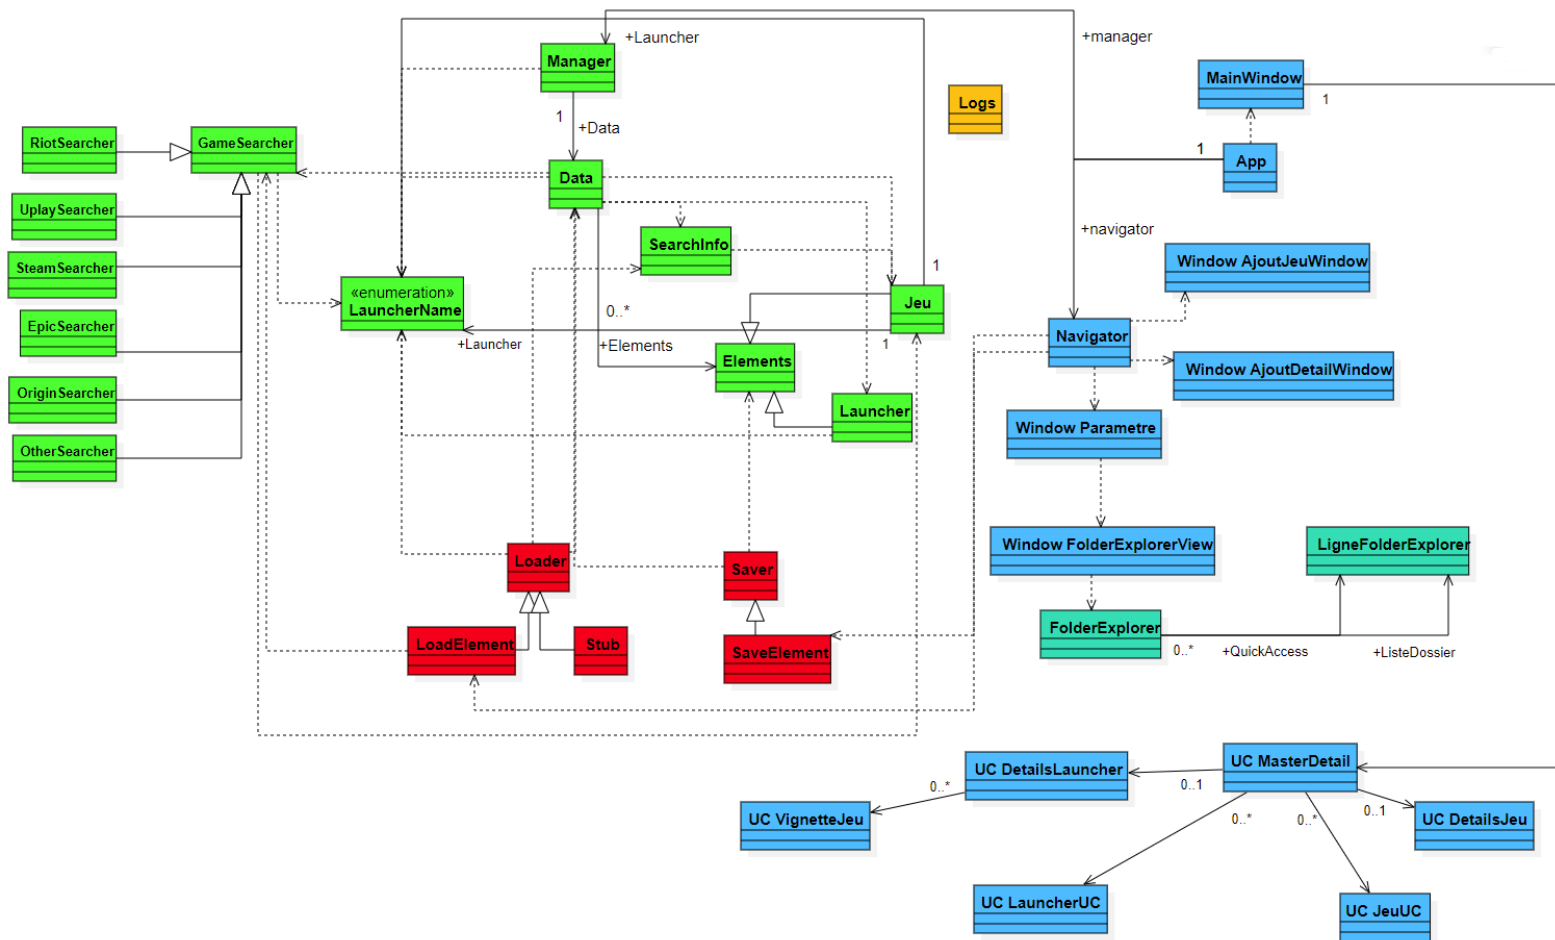 +Launcher
+manager
Manager
MainWindow
1
Logs
1
+Data
RiotSearcher
GameSearcher
1
App
Data
UplaySearcher
+navigator
SearchInfo
Window AjoutJeuWindow
SteamSearcher
1
«enumeration»
LauncherName
Jeu
0..*
EpicSearcher
+Launcher
+Elements
1
Navigator
Elements
Window AjoutDetailWindow
OriginSearcher
Launcher
Window Parametre
OtherSearcher
Window FolderExplorerView
LigneFolderExplorer
Loader
Saver
FolderExplorer
LoadElement
Stub
SaveElement
0..*
+QuickAccess
+ListeDossier
UC DetailsLauncher
UC MasterDetail
0..*
0..1
0..1
UC VignetteJeu
0..*
0..*
UC DetailsJeu
UC LauncherUC
UC JeuUC